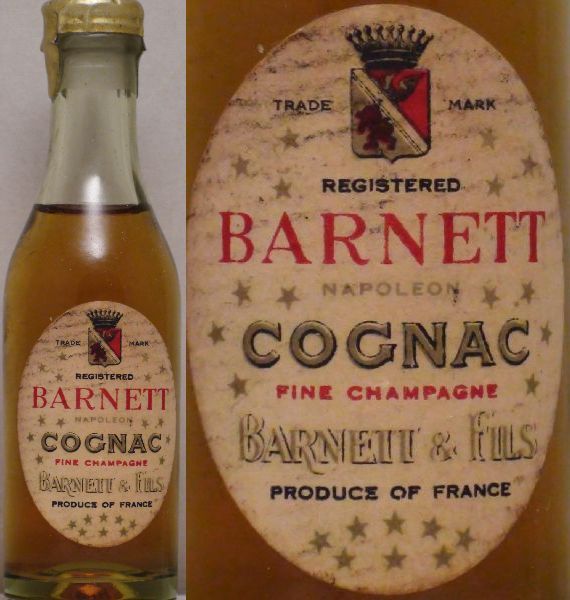 TRADE MARK
REGISTERED
BARNETT
NAPOLEON
COGNAC
FINE CHAMPAGNE
BARNETT & FILS
PRODUCE OF FRANCE
TRADE MARK
REGISTERED
BARNETT
NAPOLEON
COGNAC
FINE CHAMPAGNE
BARNETT & FILS
PRODUCE OF FRANCE